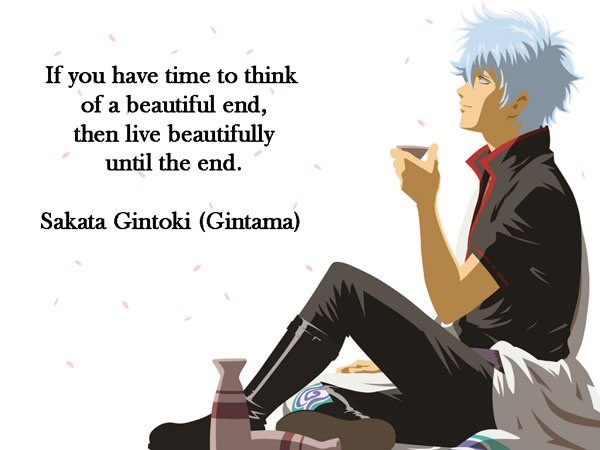 If you have time to think
of a beautiful end,
then live beautifully
until the end.
Sakata Gintoki (Gintama)